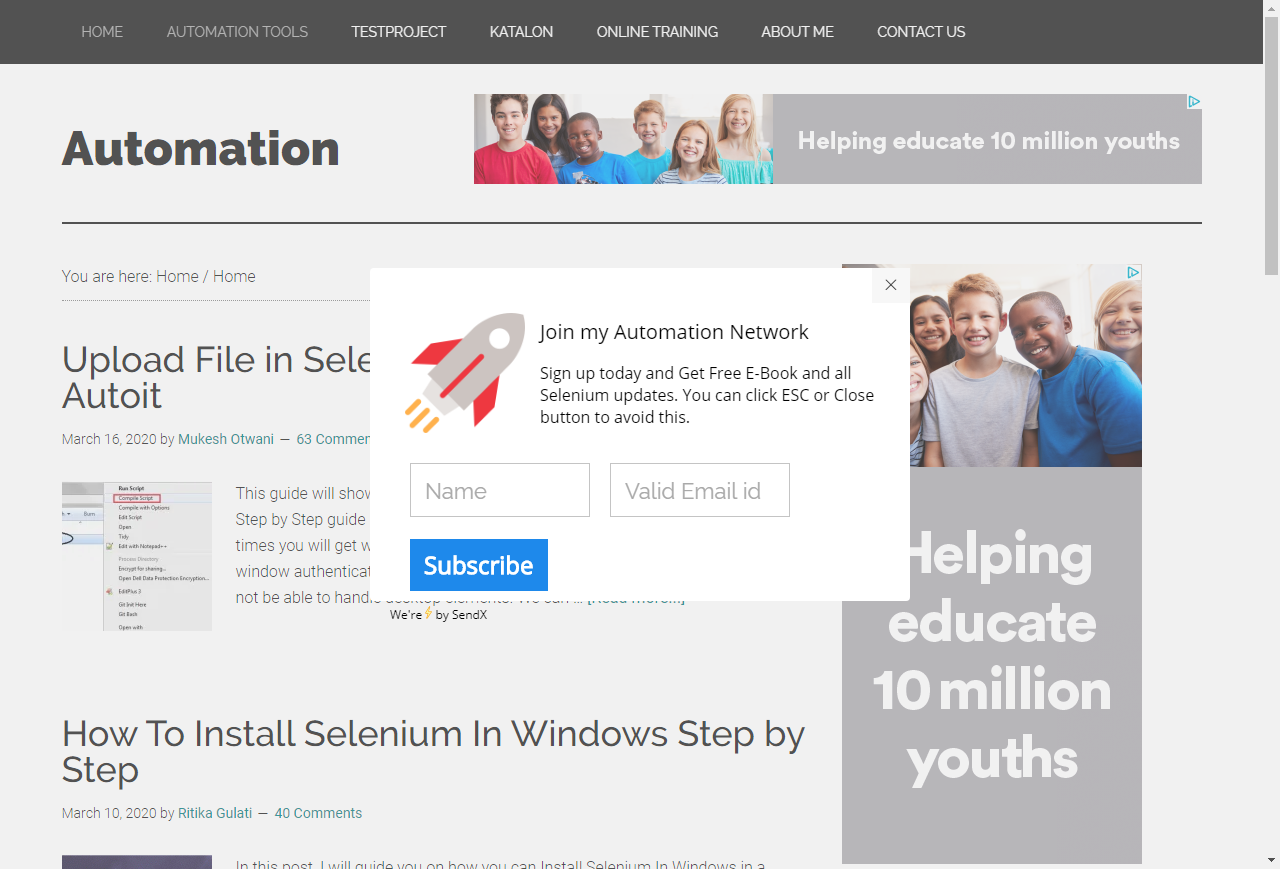 HOME AUTOMATION TOOLS TESTPROJECT KATALON ONLINE TRAINING ABOUT ME CONTACT US
Automation
Helping educate 10 million youths
You are here: Home / Home
Join my Automation Network
Sign up today and Get Free E-Book and all
Selenium updates. You can click ESC or Close
button to avoid this.
Name
Valid Email id
Subscribe
We're by SendX
Upload File in Sele
Autoit
March 16, 2020 by Mukesh Otwani — 63 Commen
Run Script
Compile Script
Compile with Options
Edit Script
Open
Tidy
Edit with Notepad++
Process Directory
Encrypt for sharing...
Open Dell Data Protection Encryption...
EditPlus 3
Git Init Here
Git Bash
Open with
This guide will show
Step by Step guide
times you will get w
window authenticat
not be able to handle desktop elements. We can ... [Read more...]
Helping
educate
10 million
youths
How To Install Selenium In Windows Step by
Step
March 10, 2020 by Ritika Gulati — 40 Comments
In this post, I will guide you on how you can Install Selenium In Windows in a